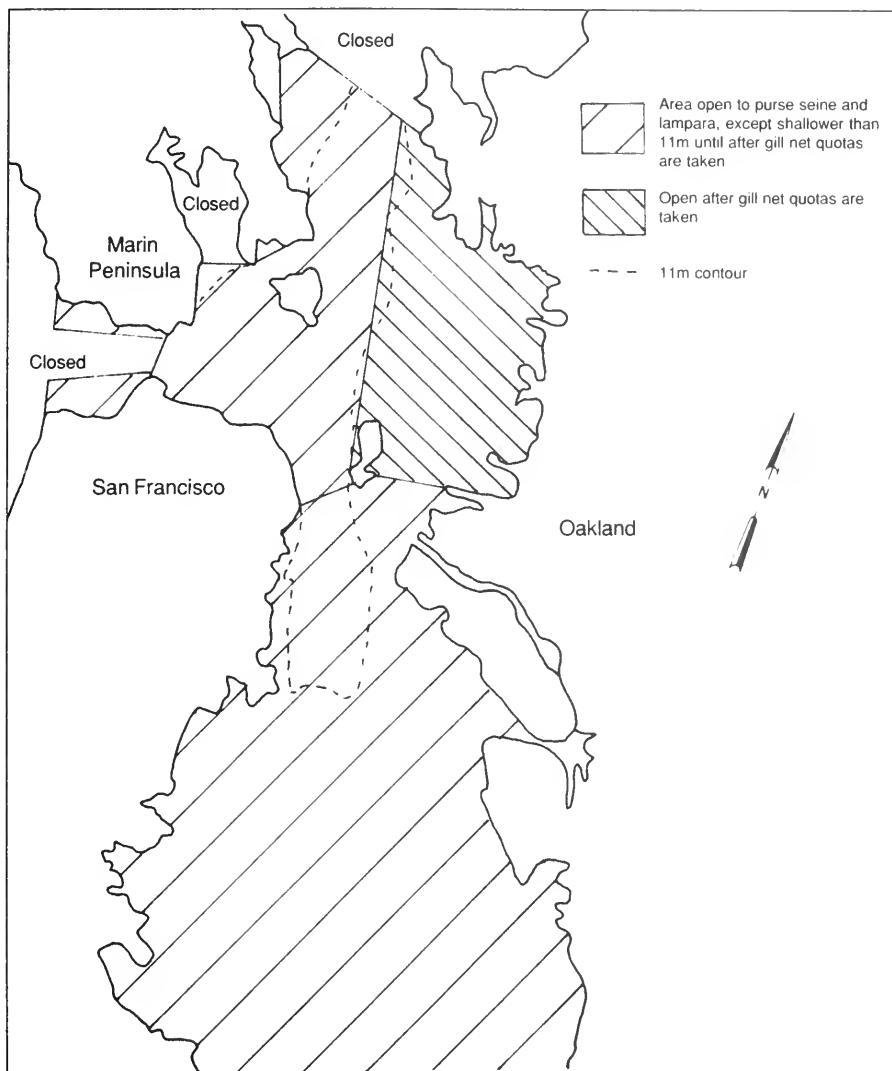 Closed
Area open to purse seine and
lampara, except shallower than
11m until after gill net quotas
are taken
Closed
Open after gill net quotas are
taken
Marin
Peninsula
11m contour
Closed
San Francisco
N
Oakland